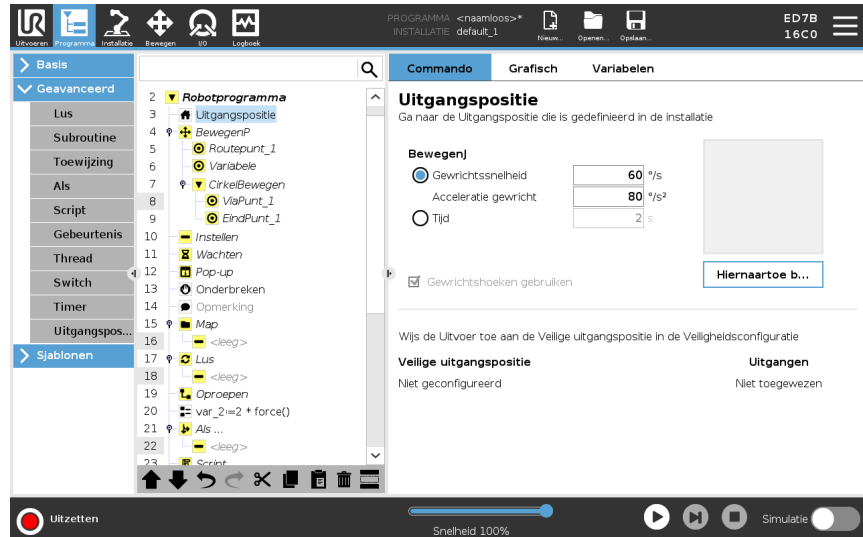 PROGRAMMA <naamloos>*
INSTALLATIE default_1
ED7B
16C0
Uitvoeren
Programma
Installatie
Bewegen
I/O
Logboek
Nieuw...
Openen...
Opslaan...
Basis
Geavanceerd
Lus
Subroutine
Toewijzing
Als
Script
Gebeurtenis
Thread
Switch
Timer
Uitgangspos...
Sjablonen
2 Robotprogramma
3 Uitgangspositie
4 BewegenP
5 Routepunt_1
6 Variabele
7 CirkelBewegen
8 ViaPunt_1
9 EindPunt_1
10 Instellen
11 Wachten
12 Pop-up
13 Onderbreken
14 Opmerking
15 Map
16 <leeg>
17 Lus
18 <leeg>
19 Oproepen
20 var_2:=2 * force()
21 Als ...
22 <leeg>
23 Script
Commando
Grafisch
Variabelen
Uitgangspositie
Ga naar de Uitgangspositie die is gedefinieerd in de installatie
BewegenJ
Gewrichtssnelheid 60 °/s
Acceleratie gewricht 80 °/s²
Tijd 2 s
Hiernaartoe b...
Gewrichtshoeken gebruiken
Wijs de Uitvoer toe aan de Veilige uitgangspositie in de Veiligheidsconfiguratie
Veilige uitgangspositie Uitgangen
Niet geconfigureerd Niet toegewezen
Uitzetten
Snelheid 100%
Simulatie